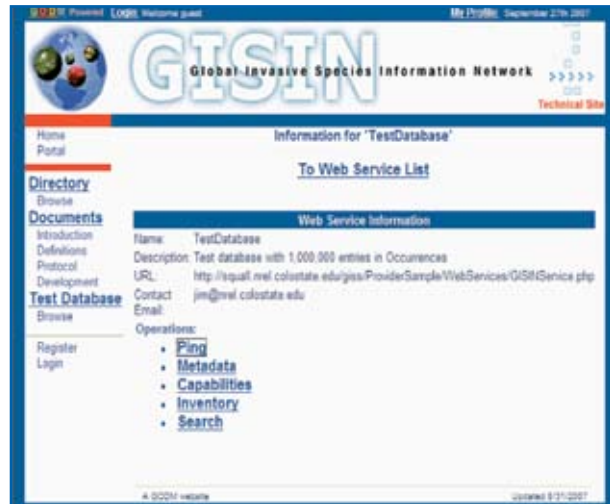 Powered Login Welcome guest My Profile September 27th 2007
GISIN
Global Invasive Species Information Network
Technical Site
Home
Portal
Information for 'TestDatabase'
To Web Service List
Directory
Browse
Documents
Introduction
Definitions
Protocol
Development
Test Database
Browse
Register
Login
Web Service Information
Name: TestDatabase
Description: Test database with 1,000,000 entries in Occurrences
URL: http://squall.nrel.colostate.edu/giss/ProviderSample/WebServices/GISINService.php
Contact Email: jim@nrel.colostate.edu
Operations:
• Ping
• Metadata
• Capabilities
• Inventory
• Search
A GODM website Updated 8/31/2007